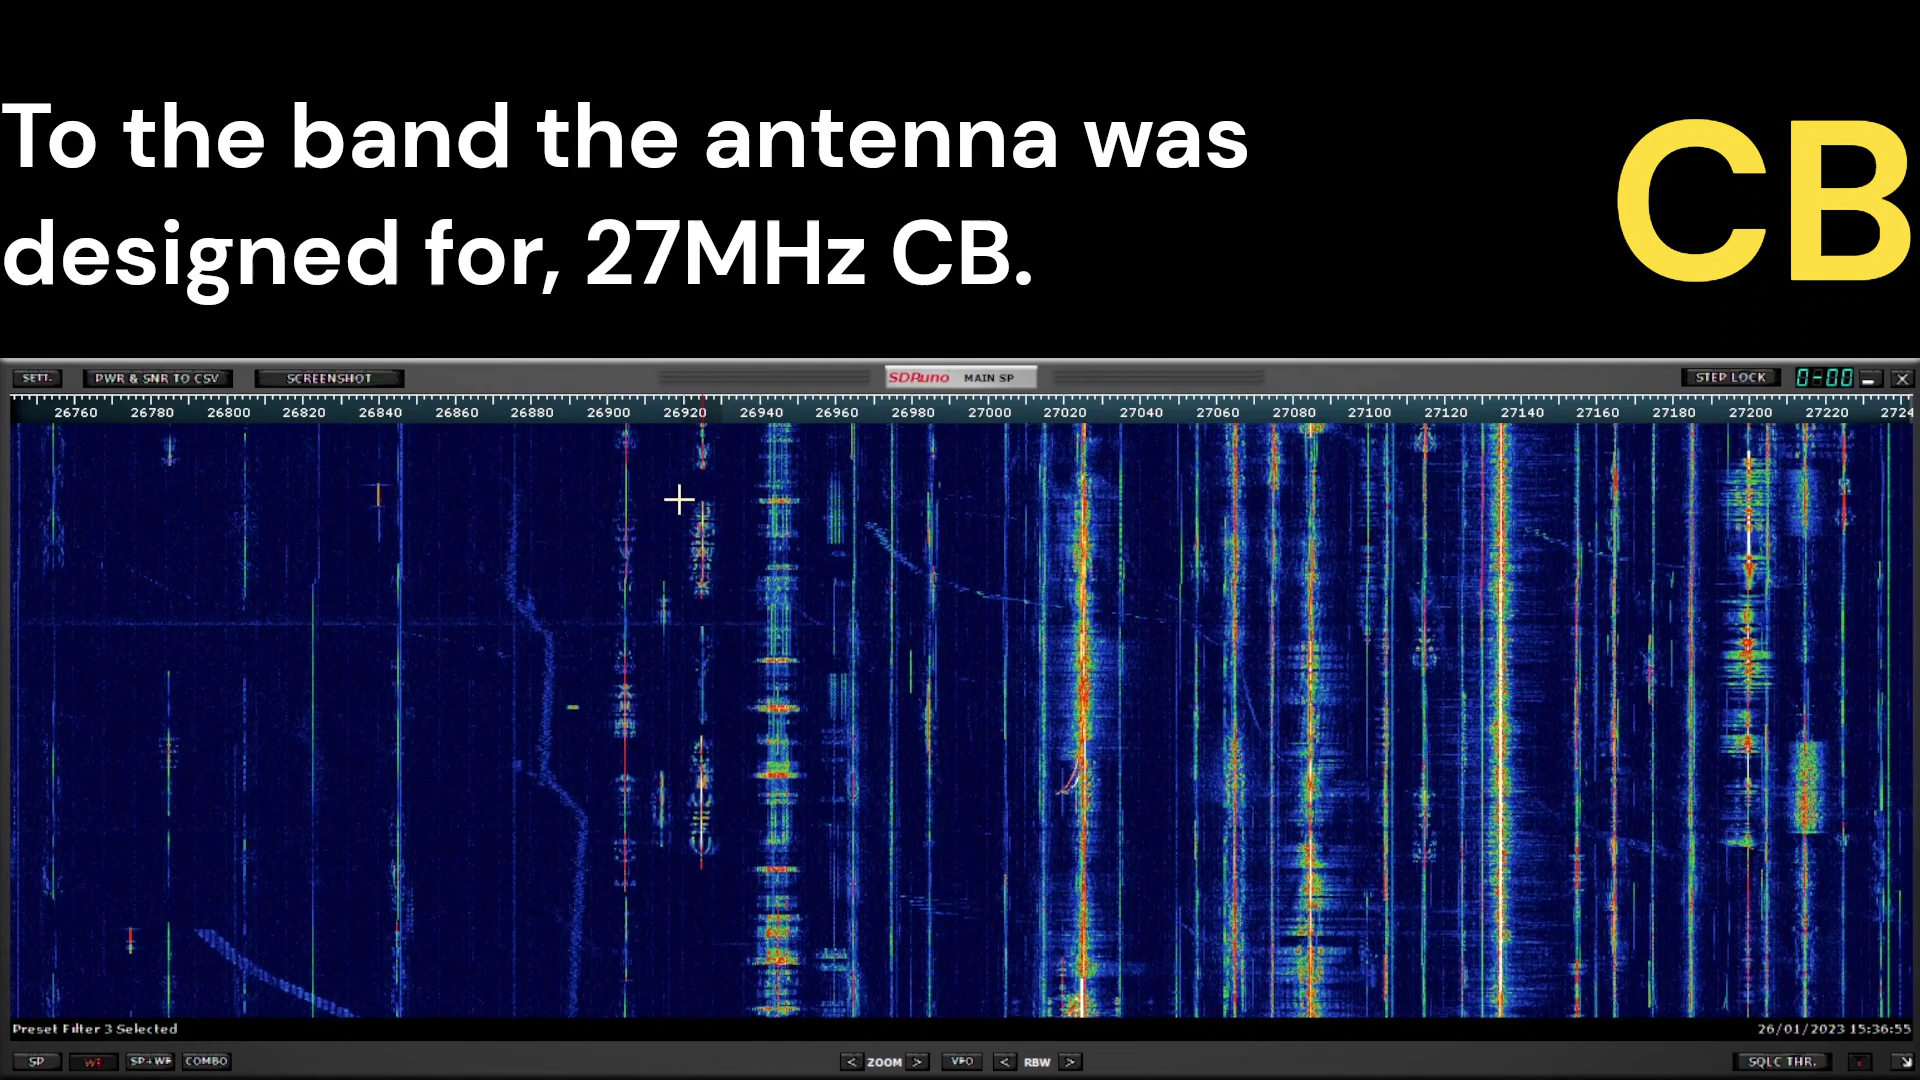 To the band the antenna was
designed for, 27MHz CB.
CB
SETT. PWR & SNR TO CSV SCREENSHOT SDRuno MAIN SP STEP LOCK 0-00
26760 26780 26800 26820 26840 26860 26880 26900 26920 26940 26960 26980 27000 27020 27040 27060 27080 27100 27120 27140 27160 27180 27200 27220 2724
Preset Filter 3 Selected 26/01/2023 15:36:55
SP WF SP+WF COMBO < ZOOM > VFO < RBW > SQLC THR.